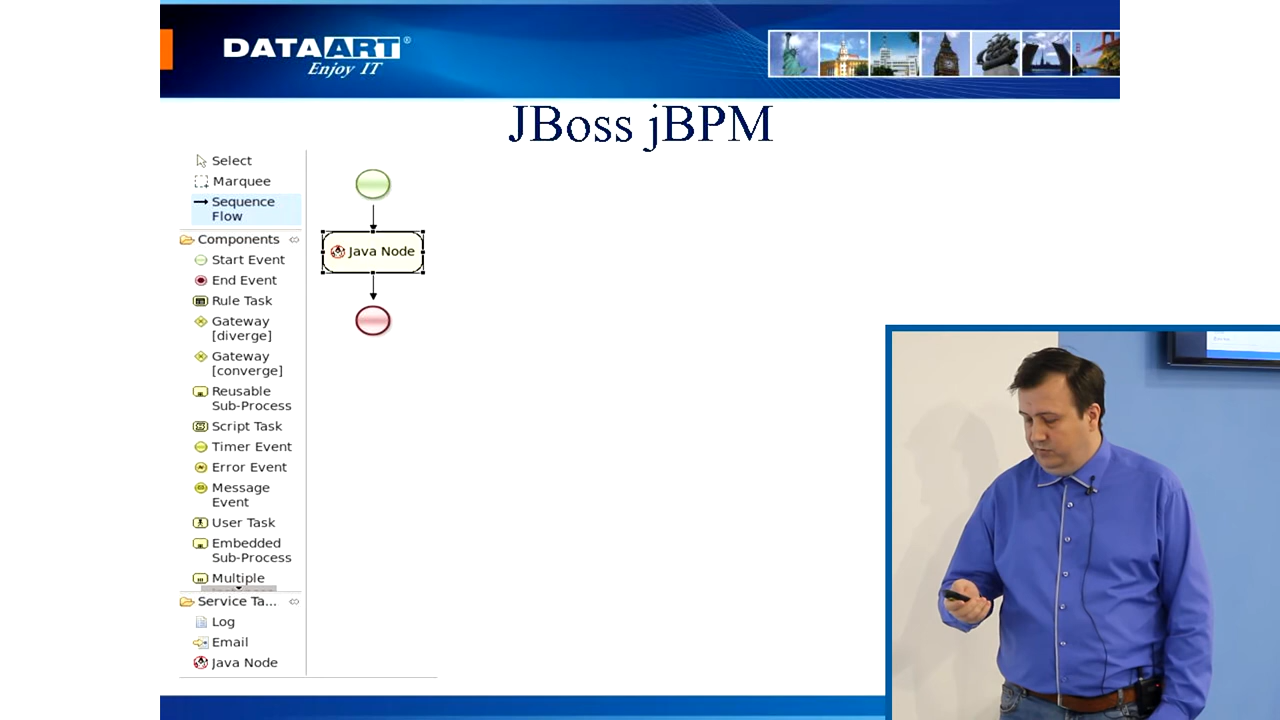 DATAART®
Enjoy IT
JBoss jBPM
Select
Marquee
Sequence
Flow
Components
Start Event
End Event
Rule Task
Gateway
[diverge]
Gateway
[converge]
Reusable
Sub-Process
Script Task
Timer Event
Error Event
Message
Event
User Task
Embedded
Sub-Process
Multiple
Service Ta...
Log
Email
Java Node
Java Node